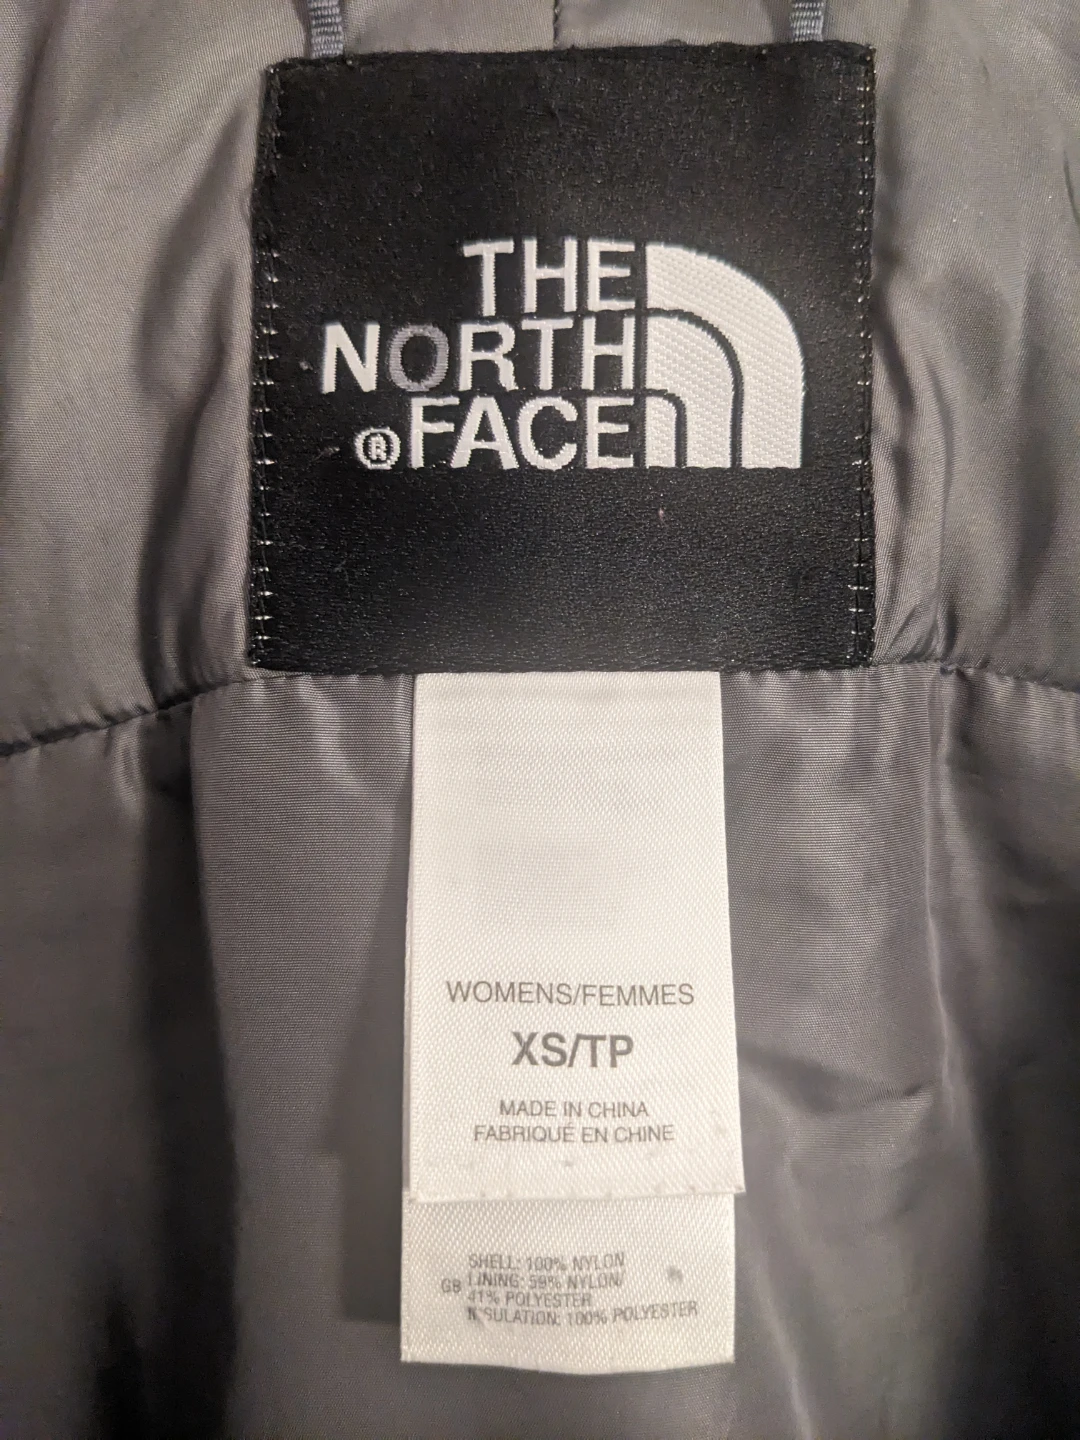 THE
NORTH
®FACE
WOMENS/FEMMES
XS/TP
MADE IN CHINA
FABRIQUÉ EN CHINE
SHELL: 100% NYLON
GB LINING: 59% NYLON/
41% POLYESTER
INSULATION: 100% POLYESTER